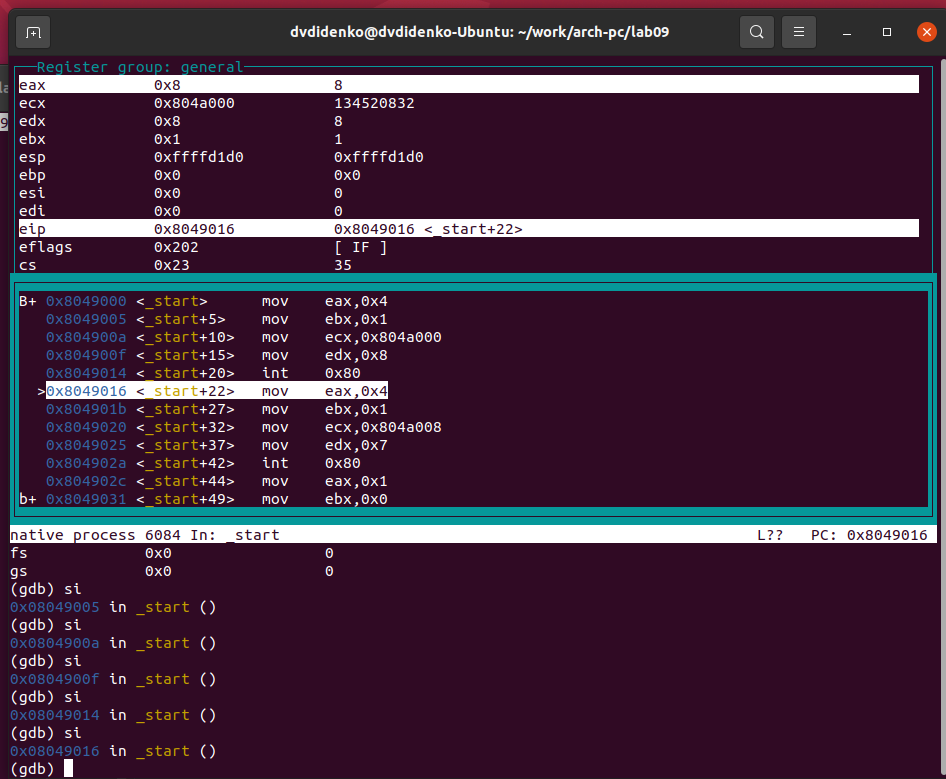 dvdidenko@dvdidenko-Ubuntu: ~/work/arch-pc/lab09
Register group: general
eax 0x8 8
ecx 0x804a000 134520832
edx 0x8 8
ebx 0x1 1
esp 0xffffd1d0 0xffffd1d0
ebp 0x0 0x0
esi 0x0 0
edi 0x0 0
eip 0x8049016 0x8049016 <_start+22>
eflags 0x202 [ IF ]
cs 0x23 35
B+ 0x8049000 <_start> mov eax,0x4
0x8049005 <_start+5> mov ebx,0x1
0x804900a <_start+10> mov ecx,0x804a000
0x804900f <_start+15> mov edx,0x8
0x8049014 <_start+20> int 0x80
>0x8049016 <_start+22> mov eax,0x4
0x804901b <_start+27> mov ebx,0x1
0x8049020 <_start+32> mov ecx,0x804a008
0x8049025 <_start+37> mov edx,0x7
0x804902a <_start+42> int 0x80
0x804902c <_start+44> mov eax,0x1
b+ 0x8049031 <_start+49> mov ebx,0x0
native process 6084 In: _start L?? PC: 0x8049016
fs 0x0 0
gs 0x0 0
(gdb) si
0x08049005 in _start ()
(gdb) si
0x0804900a in _start ()
(gdb) si
0x0804900f in _start ()
(gdb) si
0x08049014 in _start ()
(gdb) si
0x08049016 in _start ()
(gdb)